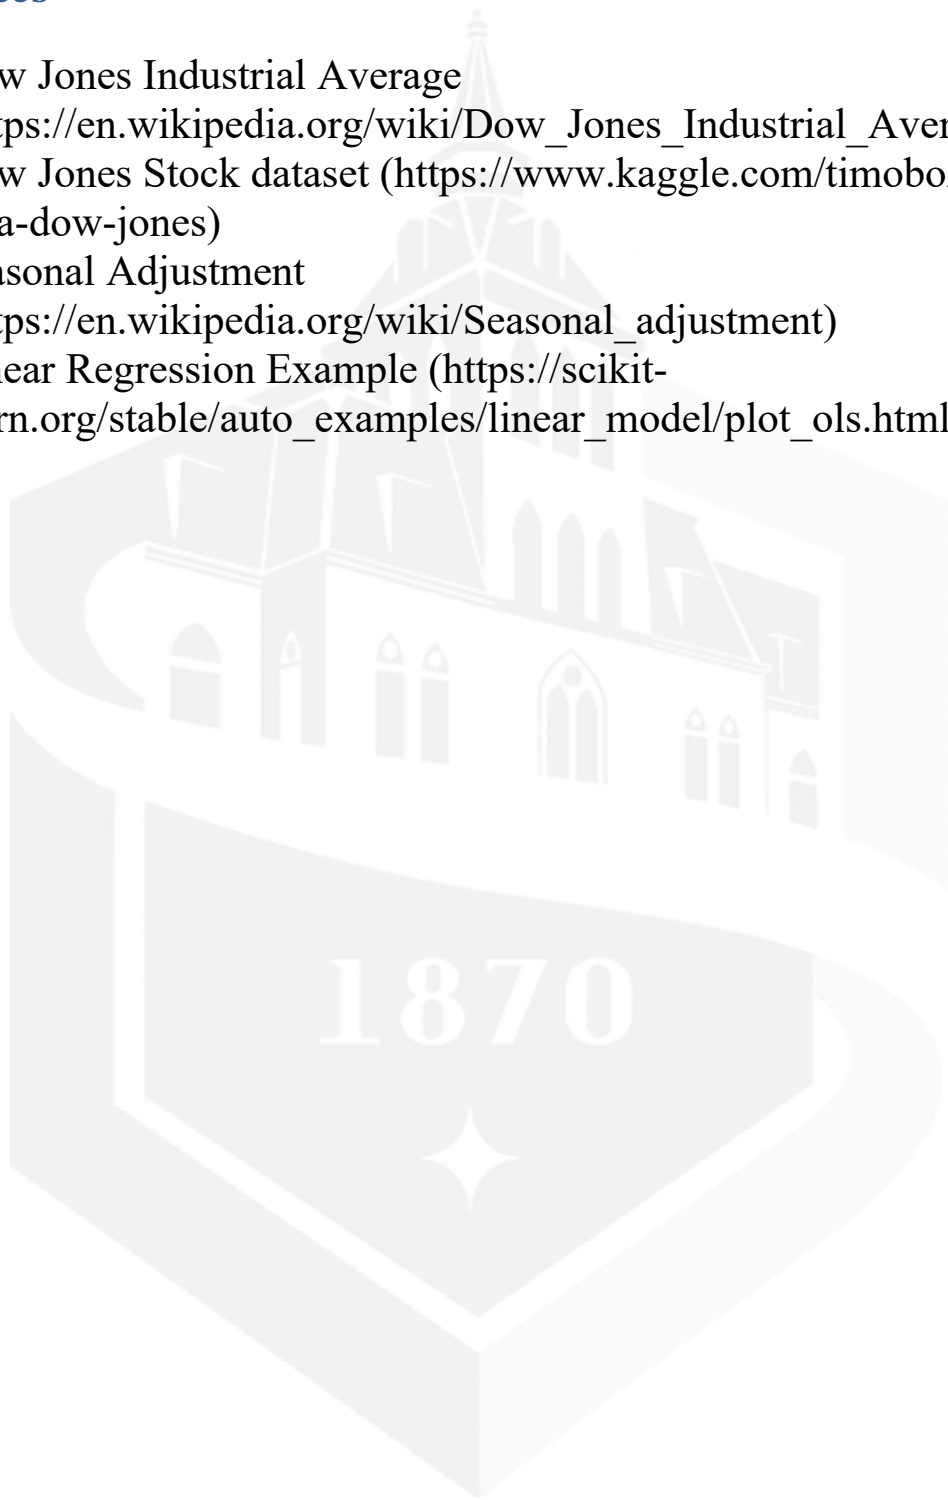 w Jones Industrial Average
tps://en.wikipedia.org/wiki/Dow_Jones_Industrial_Aver
w Jones Stock dataset (https://www.kaggle.com/timobo
a-dow-jones)
asonal Adjustment
tps://en.wikipedia.org/wiki/Seasonal_adjustment)
near Regression Example (https://scikit-
rn.org/stable/auto_examples/linear_model/plot_ols.html
1870